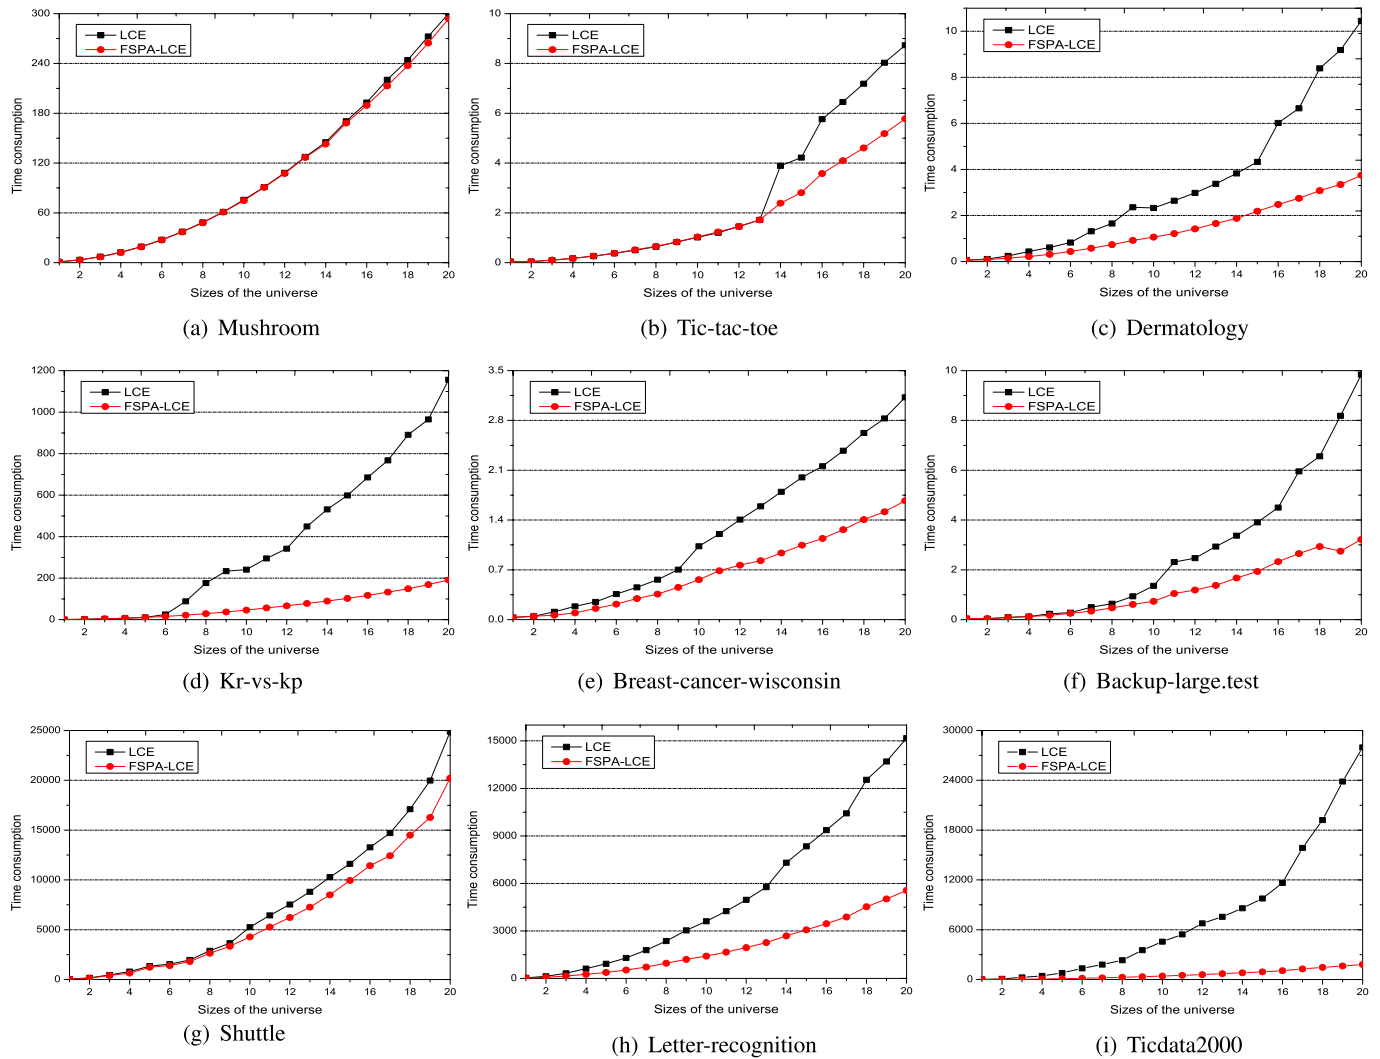 300
240
180
120
60
0
Time consumption
LCE
FSPA-LCE
2 4 6 8 10 12 14 16 18 20
Sizes of the universe
(a) Mushroom
10
8
6
4
2
0
Time consumption
LCE
FSPA-LCE
2 4 6 8 10 12 14 16 18 20
Sizes of the universe
(b) Tic-tac-toe
10
8
6
4
2
0
Time consumption
LCE
FSPA-LCE
2 4 6 8 10 12 14 16 18 20
Sizes of the universe
(c) Dermatology
1200
1000
800
600
400
200
0
Time consumption
LCE
FSPA-LCE
2 4 6 8 10 12 14 16 18 20
Sizes of the universe
(d) Kr-vs-kp
3.5
2.8
2.1
1.4
0.7
0.0
Time consumption
LCE
FSPA-LCE
2 4 6 8 10 12 14 16 18 20
Sizes of the universe
(e) Breast-cancer-wisconsin
10
8
6
4
2
0
Time consumption
LCE
FSPA-LCE
2 4 6 8 10 12 14 16 18 20
Sizes of the universe
(f) Backup-large.test
25000
20000
15000
10000
5000
0
Time consumption
LCE
FSPA-LCE
2 4 6 8 10 12 14 16 18 20
Sizes of the universe
(g) Shuttle
15000
12000
9000
6000
3000
0
Time consumption
LCE
FSPA-LCE
2 4 6 8 10 12 14 16 18 20
Sizes of the universe
(h) Letter-recognition
30000
24000
18000
12000
6000
0
Time consumption
LCE
FSPA-LCE
2 4 6 8 10 12 14 16 18 20
Sizes of the universe
(i) Ticdata2000